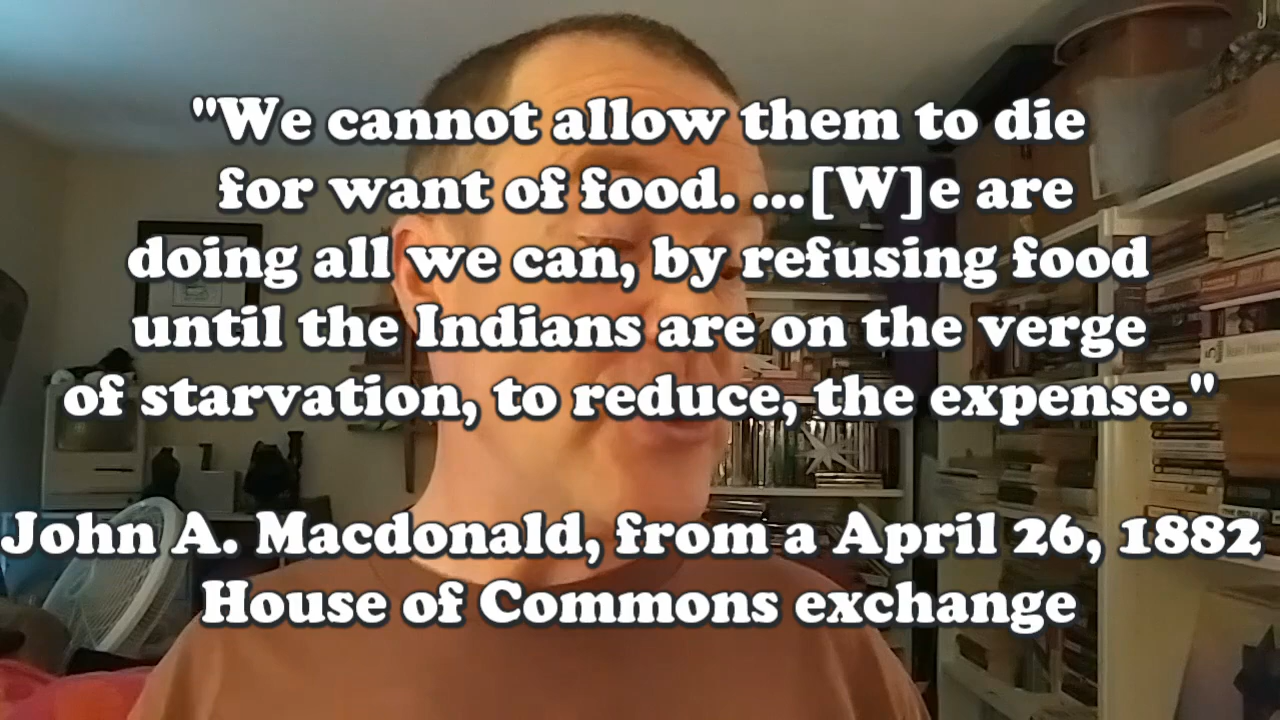 "We cannot allow them to die
for want of food. ...[W]e are
doing all we can, by refusing food
until the Indians are on the verge
of starvation, to reduce, the expense."
John A. Macdonald, from a April 26, 1882
House of Commons exchange